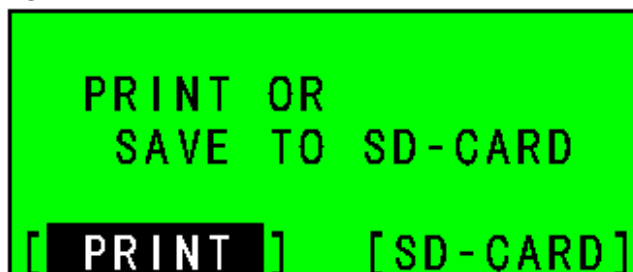 PRINT OR
SAVE TO SD-CARD
[ PRINT ] [SD-CARD]